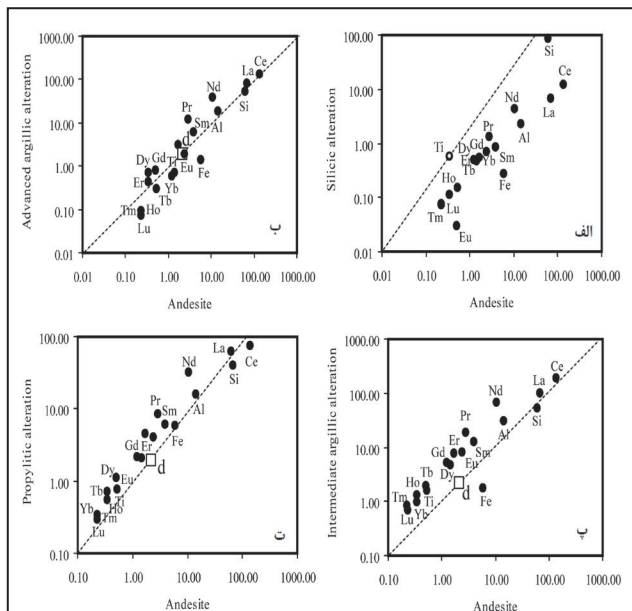 1000.00
100.00
10.00
1.00
0.10
0.01
Advanced argillic alteration
Ce
La
Si
Nd
Al
Pr
Sm
d
Fe
Ti
Eu
Dy
Gd
Er
Yb
Tb
Tm
Ho
Lu
ب
0.01 0.10 1.00 10.00 100.00 1000.00
Andesite
100.00
10.00
1.00
0.10
0.01
Silicic alteration
Si
Ce
La
Nd
Al
Pr
Ti
Dy
Gd
Sm
Yb
Er
Tb
Fe
Ho
Lu
Tm
Eu
الف
0.01 0.10 1.00 10.00 100.00 1000.00
Andesite
100.00
10.00
1.00
0.10
Propylitic alteration
La
Ce
Si
Nd
Al
Pr
Sm
Fe
Er
Gd
Eu
d
Dy
Tb
Ti
Ho
Yb
Tm
Lu
ت
0.10 1.00 10.00 100.00 1000.00
Andesite
1,000.00
100.00
10.00
1.00
0.10
Intermediate argillic alteration
Ce
La
Si
Nd
Al
Pr
Er
Sm
Gd
Eu
Dy
Tb
d
Fe
Ho
Ti
Tm
Yb
Lu
پ
0.10 1.00 10.00 100.00 1000.00
Andesite